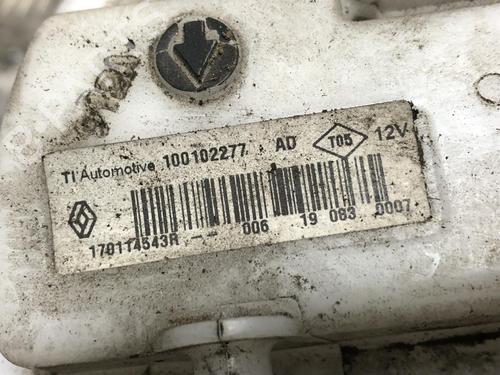 TI Automotive 100102277 AD T05 12V
170114543R -- 006 19 083 0007